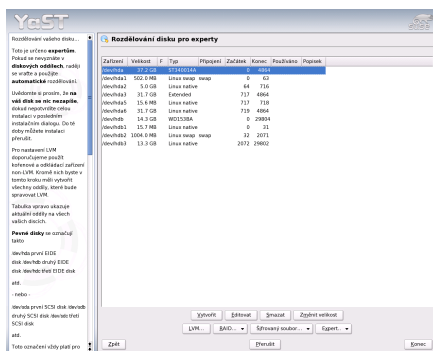 YaST
Rozdělování vašeho disku...
Toto je určeno expertům.
Pokud se nevyznáte v
diskových oddílech, raději
se vraťte a použijte
automatické rozdělování.
Uvědomte si prosím, že na
váš disk se nic nezapíše,
dokud nepotvrdíte celou
instalaci v posledním
instalačním dialogu. Do té
doby můžete instalaci
přerušit.
Pro nastavení LVM
doporučujeme použít
kořenové a odkládací zařízení
non-LVM. Kromě nich byste v
tomto kroku měli vytvořit
všechny oddíly, které bude
spravovat LVM.
Tabulka vpravo ukazuje
aktuální oddíly na všech
vašich discích.
Pevné disky se označují
takto
/dev/hda první EIDE
disk /dev/hdb druhý EIDE
disk /dev/hdc třetí EIDE disk
atd.
- nebo -
/dev/sda první SCSI disk /dev/sdb
druhý SCSI disk /dev/sdc třetí
SCSI disk
atd.
Toto označení vždy platí pro
Rozdělování disku pro experty
Zařízení Velikost F Typ Připojení Začátek Konec Používáno Popisek
/dev/hda 37.2 GB ST340014A 0 4864
/dev/hda1 502.0 MB Linux swap swap 0 63
/dev/hda2 5.0 GB Linux native 64 716
/dev/hda3 31.7 GB Extended 717 4864
/dev/hda5 15.6 MB Linux native 717 718
/dev/hda6 31.7 GB Linux native 719 4864
/dev/hdb 14.3 GB WD153BA 0 29804
/dev/hdb1 15.7 MB Linux native 0 31
/dev/hdb2 1004.0 MB Linux swap swap 32 2071
/dev/hdb3 13.3 GB Linux native 2072 29802
Vytvořit Editovat Smazat Změnit velikost
LVM... RAID... Šifrovaný soubor... Expert..
Zpět Přerušit Konec